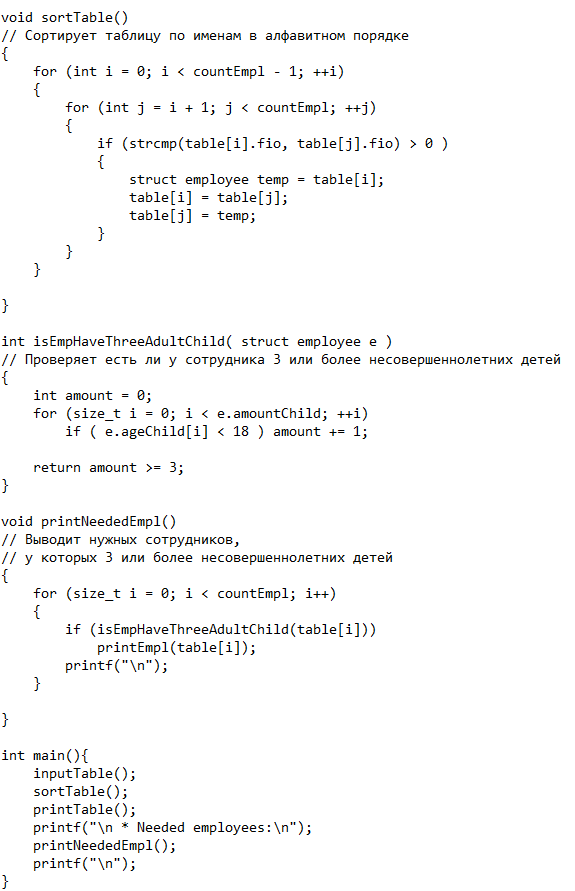 void sortTable()
// Сортирует таблицу по именам в алфавитном порядке
{
    for (int i = 0; i < countEmpl - 1; ++i)
    {
        for (int j = i + 1; j < countEmpl; ++j)
        {
            if (strcmp(table[i].fio, table[j].fio) > 0 )
            {
                struct employee temp = table[i];
                table[i] = table[j];
                table[j] = temp;
            }
        }
    }

}

int isEmpHaveThreeAdultChild( struct employee e )
// Проверяет есть ли у сотрудника 3 или более несовершеннолетних детей
{
    int amount = 0;
    for (size_t i = 0; i < e.amountChild; ++i)
        if ( e.ageChild[i] < 18 ) amount += 1;

    return amount >= 3;
}

void printNeededEmpl()
// Выводит нужных сотрудников,
// у которых 3 или более несовершеннолетних детей
{
    for (size_t i = 0; i < countEmpl; i++)
    {
        if (isEmpHaveThreeAdultChild(table[i]))
            printEmpl(table[i]);
        printf("\n");
    }

}

int main(){
    inputTable();
    sortTable();
    printTable();
    printf("\n * Needed employees:\n");
    printNeededEmpl();
    printf("\n");
}